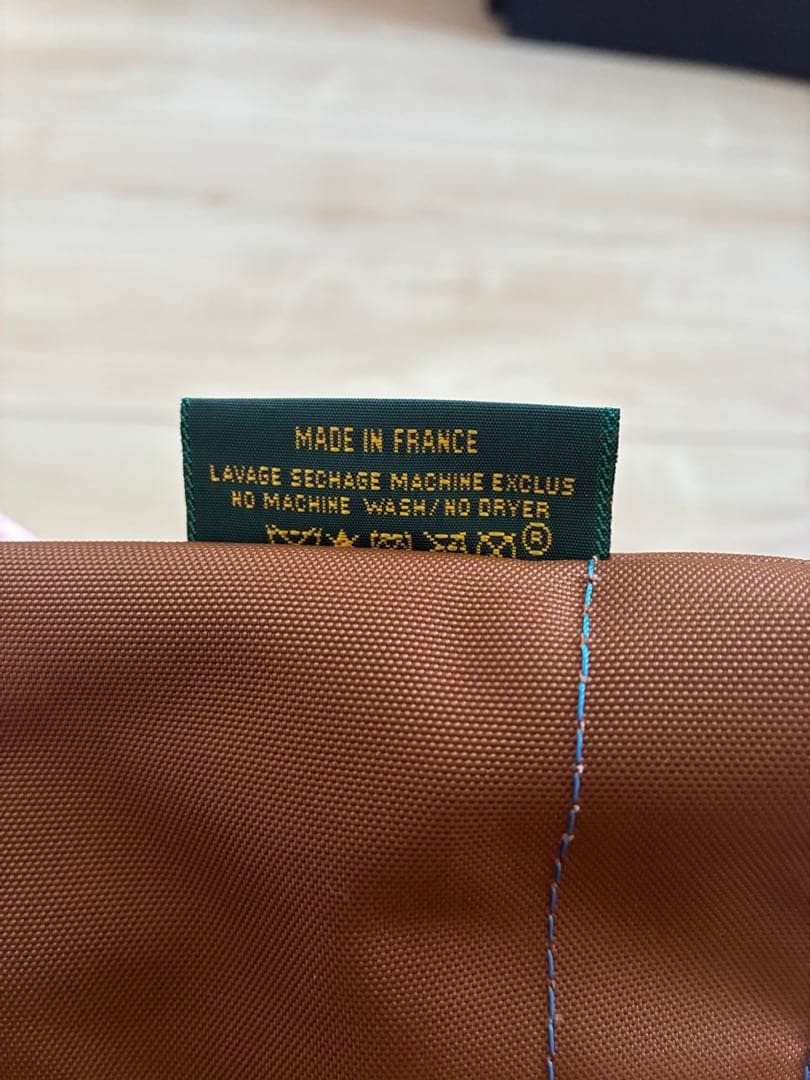 MADE IN FRANCE
LAVAGE SECHAGE MACHINE EXCLUS
NO MACHINE WASH/NO DRYER
®